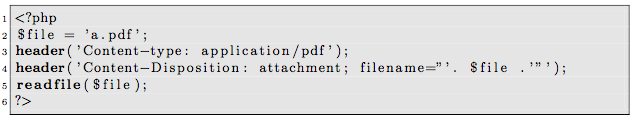 1 <?php
2 $file = 'a.pdf';
3 header('Content-type: application/pdf');
4 header('Content-Disposition: attachment; filename="'. $file .'"');
5 readfile($file);
6 ?>